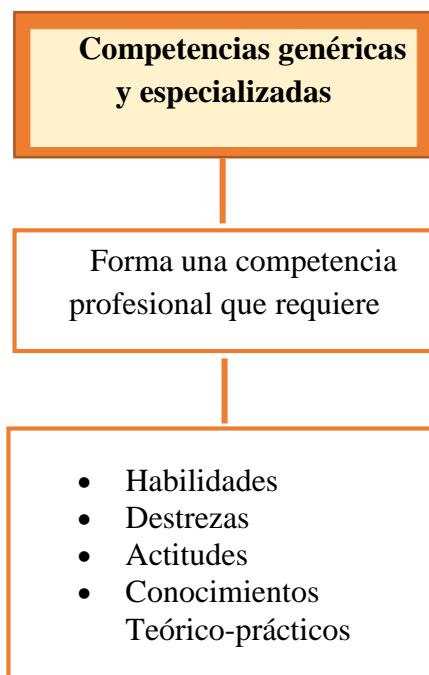 Competencias genéricas
y especializadas
Forma una competencia
profesional que requiere
• Habilidades
• Destrezas
• Actitudes
• Conocimientos
Teórico-prácticos